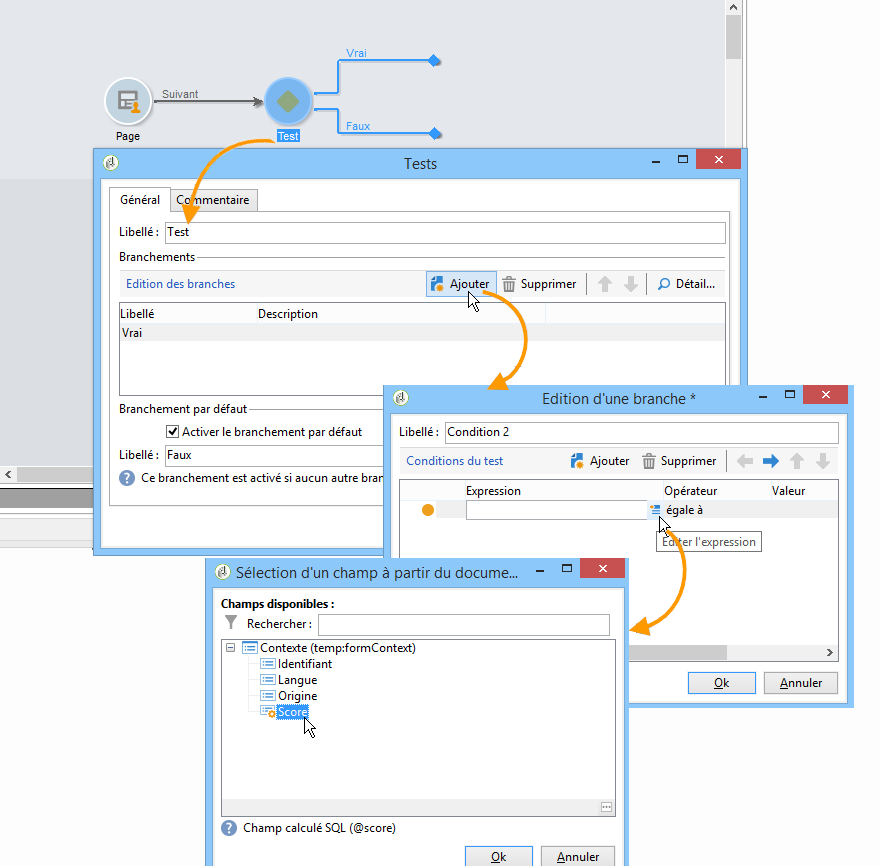 Vrai
Suivant
Faux
Page
Test
Tests
Général
Commentaire
Libellé : Test
Branchements
Edition des branches
Ajouter
Supprimer
Détail...
Libellé
Description
Vrai
Branchement par défaut
Activer le branchement par défaut
Libellé : Faux
Ce branchement est activé si aucun autre bran
Edition d'une branche *
Libellé : Condition 2
Conditions du test
Ajouter
Supprimer
Expression
Opérateur
Valeur
égale à
Editer l'expression
Ok
Annuler
Sélection d'un champ à partir du docume...
Champs disponibles :
Rechercher :
Contexte (temp:formContext)
Identifiant
Langue
Origine
Score
Champ calculé SQL (@score)
Ok
Annuler